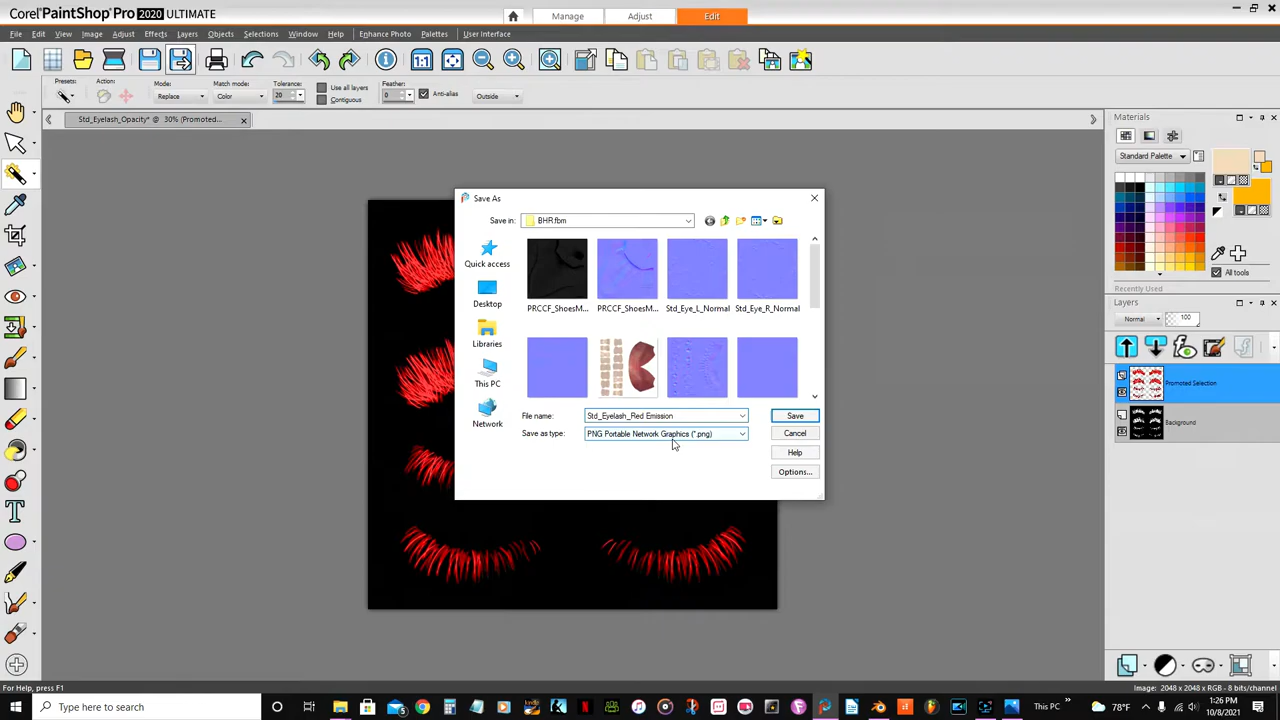 Corel® PaintShop® Pro 2020 ULTIMATE
Manage
Adjust
Edit
File Edit View Image Adjust Effects Layers Objects Selections Window Help Enhance Photo Palettes User Interface
Presets: Action: Mode: Match mode: Tolerance: Feather:
Replace Color 20 Use all layers Contiguous 0 Anti-alias Outside
Std_Eyelash_Opacity* @ 30% (Promoted...
Materials
Standard Palette
All tools
Recently Used
Layers
Normal 100
Promoted Selection
Background
Save As
Save in: BHR.fbm
Quick access
Desktop
Libraries
This PC
Network
PRCCF_ShoesM... PRCCF_ShoesM... Std_Eye_L_Normal Std_Eye_R_Normal
File name: Std_Eyelash_Red Emission Save
Save as type: PNG Portable Network Graphics (*.png) Cancel
Help
Options...
For Help, press F1
Image: 2048 x 2048 x RGB - 8 bits/channel
Type here to search
This PC
78°F
1:26 PM
10/8/2021